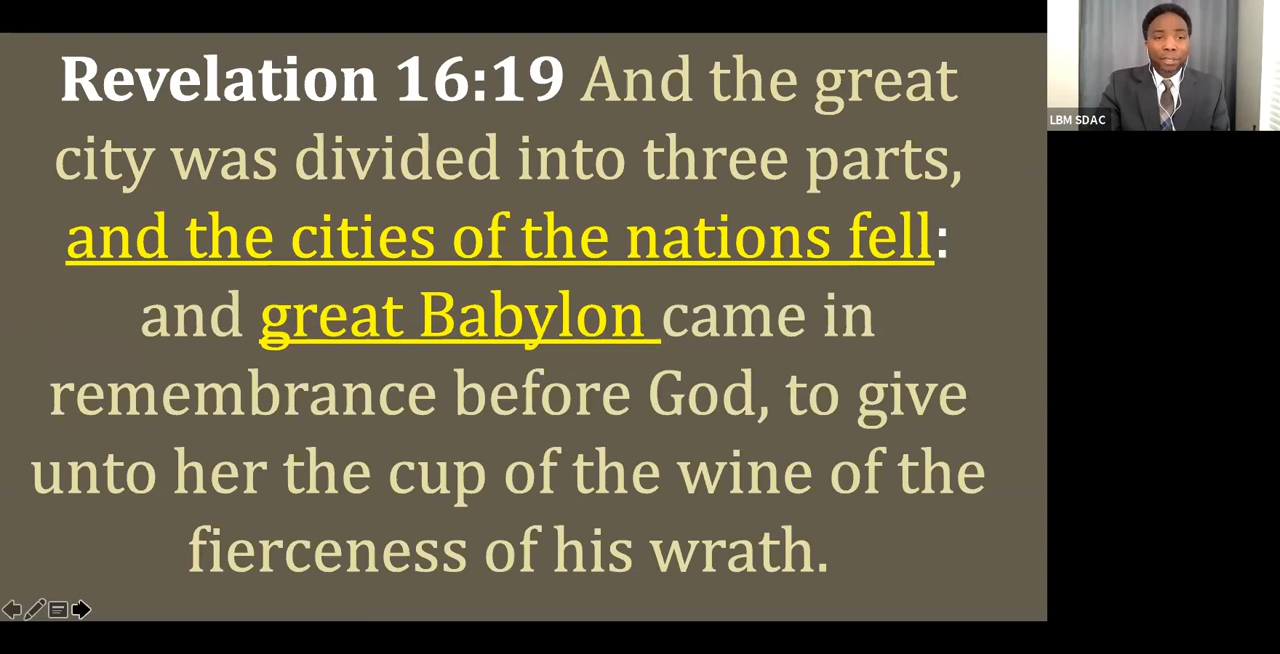 Revelation 16:19 And the great
city was divided into three parts,
and the cities of the nations fell:
and great Babylon came in
remembrance before God, to give
unto her the cup of the wine of the
fierceness of his wrath.
LBM SDAC